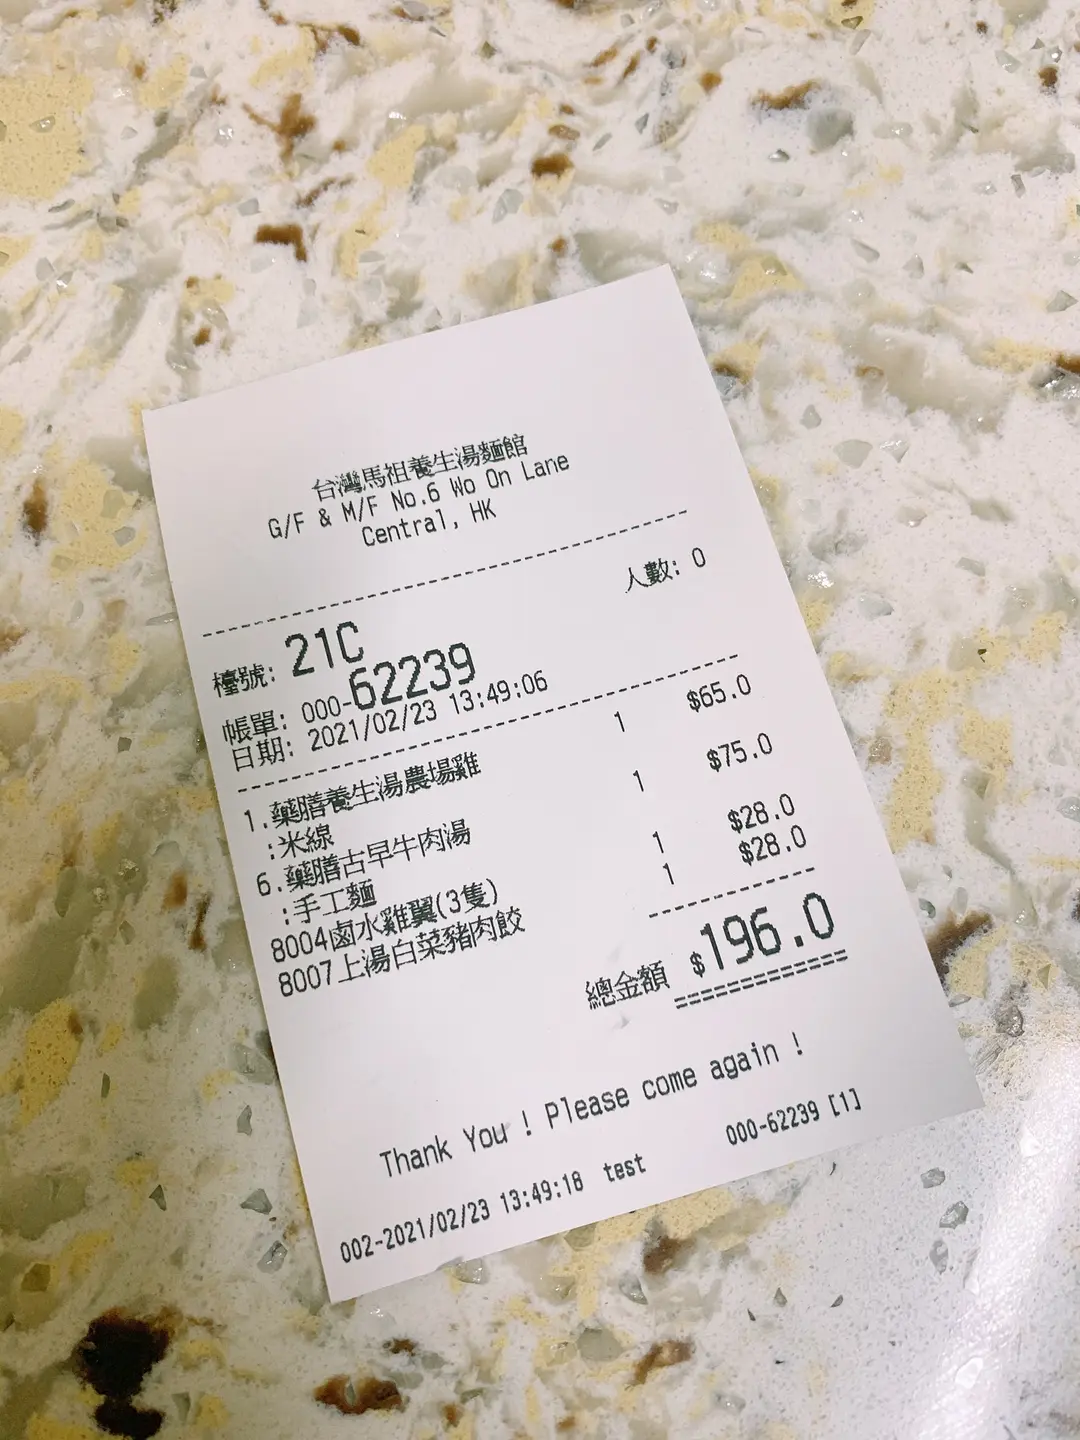 台灣馬祖養生湯麵館
G/F & M/F No.6 Wo On Lane
Central, HK
人數: 0
檯號: 21C
帳單: 000-62239
日期: 2021/02/23 13:49:06
1.藥膳養生湯農場雞 1 $65.0
:米線
6.藥膳古早牛肉湯 1 $75.0
:手工麵
8004鹵水雞翼(3隻) 1 $28.0
8007上湯白菜豬肉餃 1 $28.0
總金額 $196.0
Thank You ! Please come again !
000-62239 [1]
002-2021/02/23 13:49:18 test